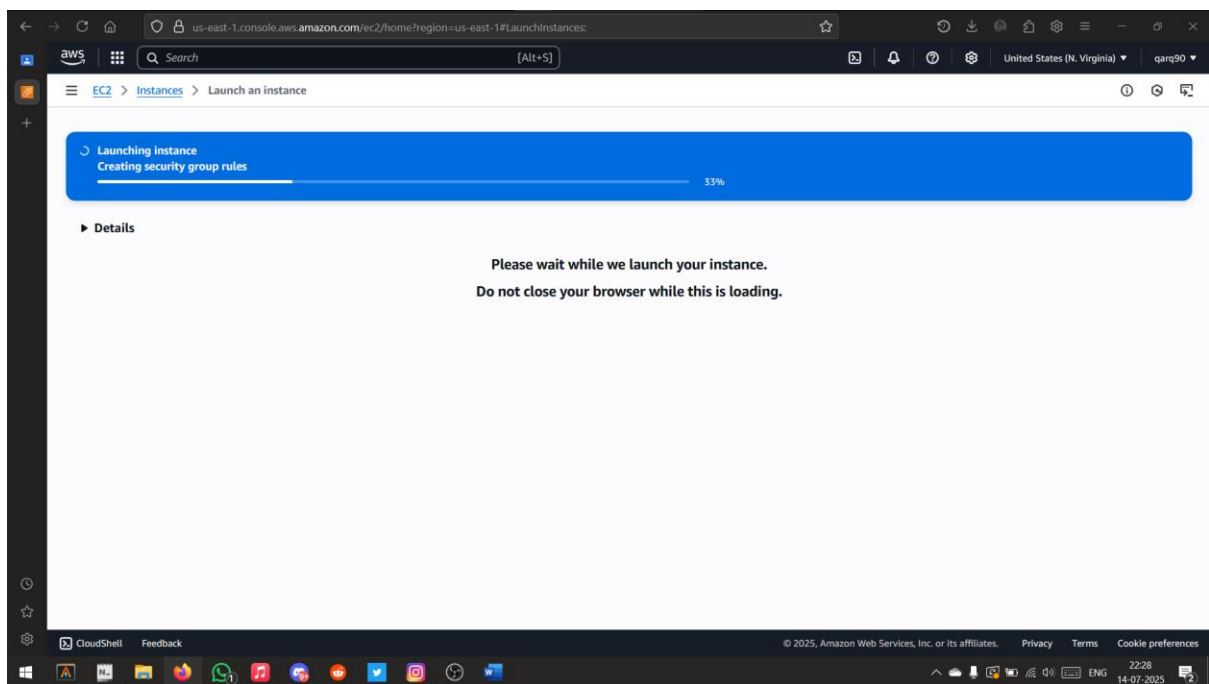 us-east-1.console.aws.amazon.com/ec2/home?region=us-east-1#LaunchInstances:
aws Search [Alt+S] United States (N. Virginia) qarq90
EC2 > Instances > Launch an instance
Launching instance
Creating security group rules
33%
Details
Please wait while we launch your instance.
Do not close your browser while this is loading.
CloudShell Feedback © 2025, Amazon Web Services, Inc. or its affiliates. Privacy Terms Cookie preferences
ENG 22:28
14-07-2025